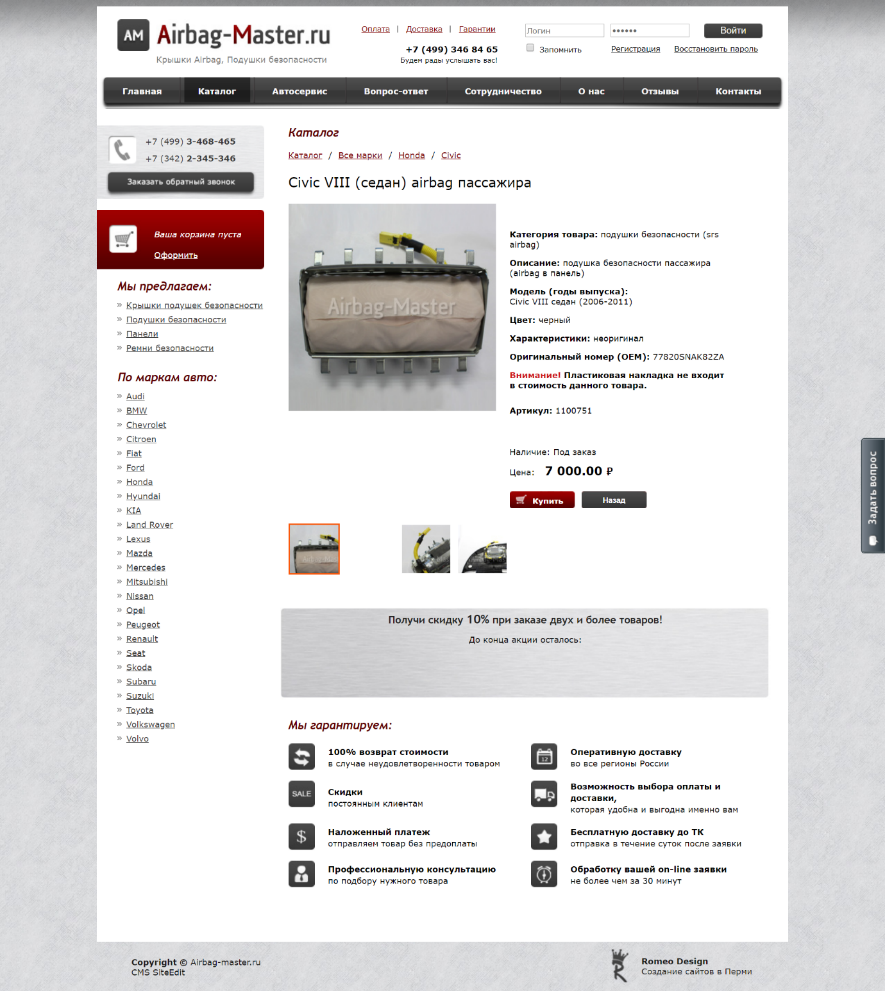 AM Airbag-Master.ru
Крышки Airbag, Подушки безопасности
Оплата | Доставка | Гарантии
+7 (499) 346 84 65
Будем рады услышать вас!
Логин
••••••
Войти
Запомнить
Регистрация
Восстановить пароль
Главная
Каталог
Автосервис
Вопрос-ответ
Сотрудничество
О нас
Отзывы
Контакты
+7 (499) 3-468-465
+7 (342) 2-345-346
Заказать обратный звонок
Ваша корзина пуста
Оформить
Мы предлагаем:
» Крышки подушек безопасности
» Подушки безопасности
» Панели
» Ремни безопасности
По маркам авто:
» Audi
» BMW
» Chevrolet
» Citroen
» Fiat
» Ford
» Honda
» Hyundai
» KIA
» Land Rover
» Lexus
» Mazda
» Mercedes
» Mitsubishi
» Nissan
» Opel
» Peugeot
» Renault
» Seat
» Skoda
» Subaru
» Suzuki
» Toyota
» Volkswagen
» Volvo
Каталог
Каталог / Все марки / Honda / Civic
Civic VIII (седан) airbag пассажира
Airbag-Master
Категория товара: подушки безопасности (srs
airbag)
Описание: подушка безопасности пассажира
(airbag в панель)
Модель (годы выпуска):
Civic VIII седан (2006-2011)
Цвет: черный
Характеристики: неоригинал
Оригинальный номер (OEM): 77820SNAK82ZA
Внимание! Пластиковая накладка не входит
в стоимость данного товара.
Артикул: 1100751
Наличие: Под заказ
Цена: 7 000.00 ₽
Купить
Назад
Задать вопрос
Получи скидку 10% при заказе двух и более товаров!
До конца акции осталось:
Мы гарантируем:
100% возврат стоимости
в случае неудовлетворенности товаром
Оперативную доставку
во все регионы России
SALE
Скидки
постоянным клиентам
Возможность выбора оплаты и
доставки,
которая удобна и выгодна именно вам
$
Наложенный платеж
отправляем товар без предоплаты
Бесплатную доставку до ТК
отправка в течение суток после заявки
Профессиональную консультацию
по подбору нужного товара
Обработку вашей on-line заявки
не более чем за 30 минут
Copyright © Airbag-master.ru
CMS SiteEdit
R
Romeo Design
Создание сайтов в Перми